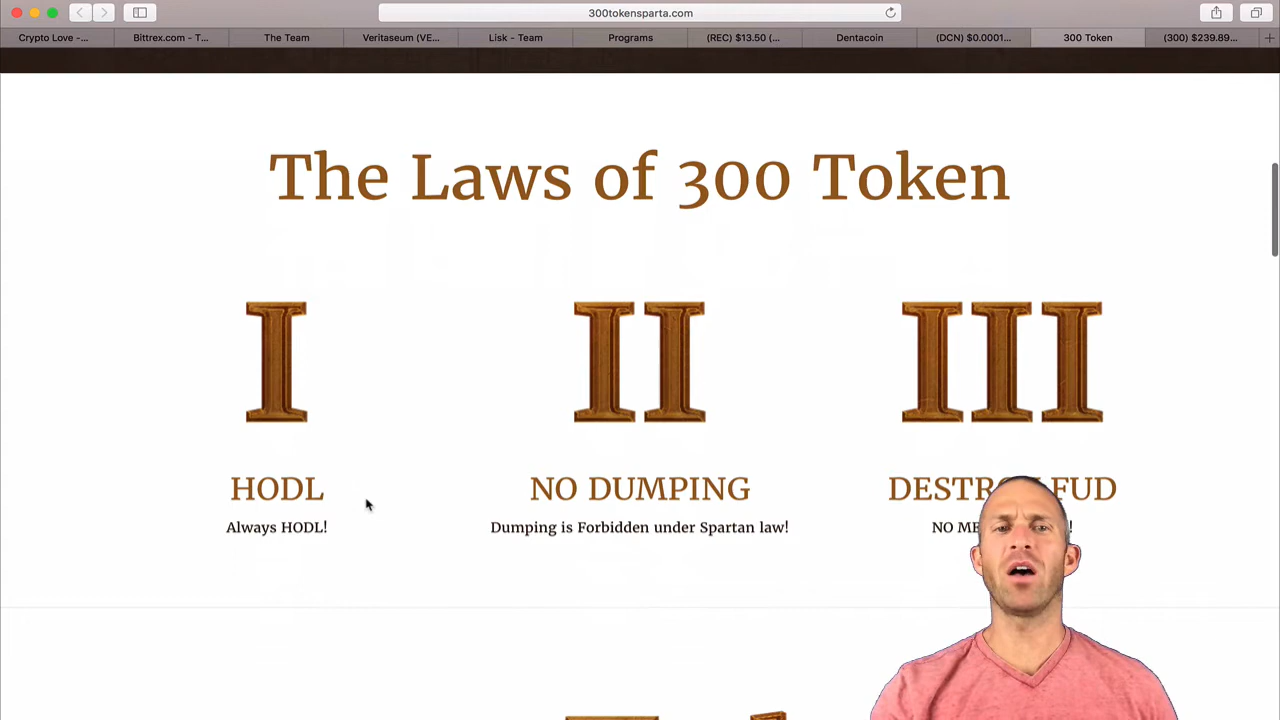 300tokensparta.com
Crypto Love -...
Bittrex.com - T...
The Team
Veritaseum (VE...
Lisk - Team
Programs
(REC) $13.50 (...
Dentacoin
(DCN) $0.0001...
300 Token
(300) $239.89...
The Laws of 300 Token
I
II
III
HODL
NO DUMPING
FUD
Always HODL!
Dumping is Forbidden under Spartan law!
NO